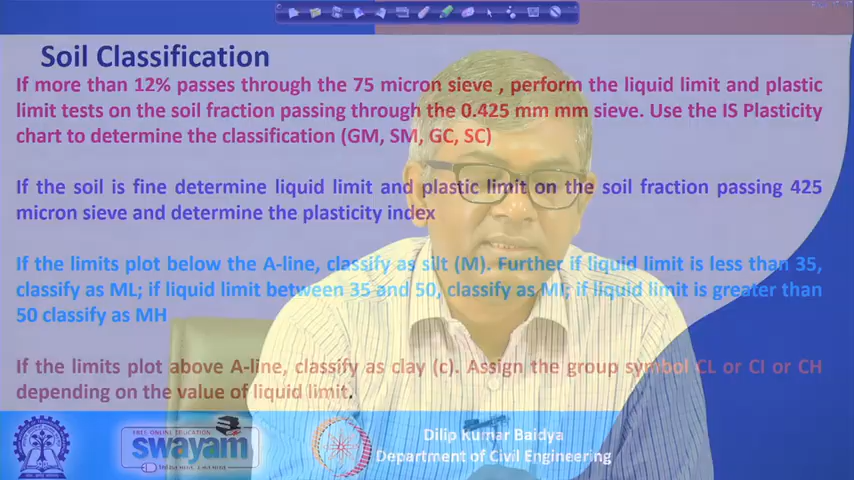 Soil Classification
If more than 12% passes through the 75 micron sieve , perform the liquid limit and plastic
limit tests on the soil fraction passing through the 0.425 mm mm sieve. Use the IS Plasticity
chart to determine the classification (GM, SM, GC, SC)
If the soil is fine determine liquid limit and plastic limit on the soil fraction passing 425
micron sieve and determine the plasticity index
If the limits plot below the A-line, classify as silt (M). Further if liquid limit is less than 35,
classify as ML; if liquid limit between 35 and 50, classify as MI; if liquid limit is greater than
50 classify as MH
If the limits plot above A-line, classify as clay (c). Assign the group symbol CL or CI or CH
depending on the value of liquid limit.
FREE ONLINE EDUCATION
swayam
Dilip Kumar Baidya
Department of Civil Engineering